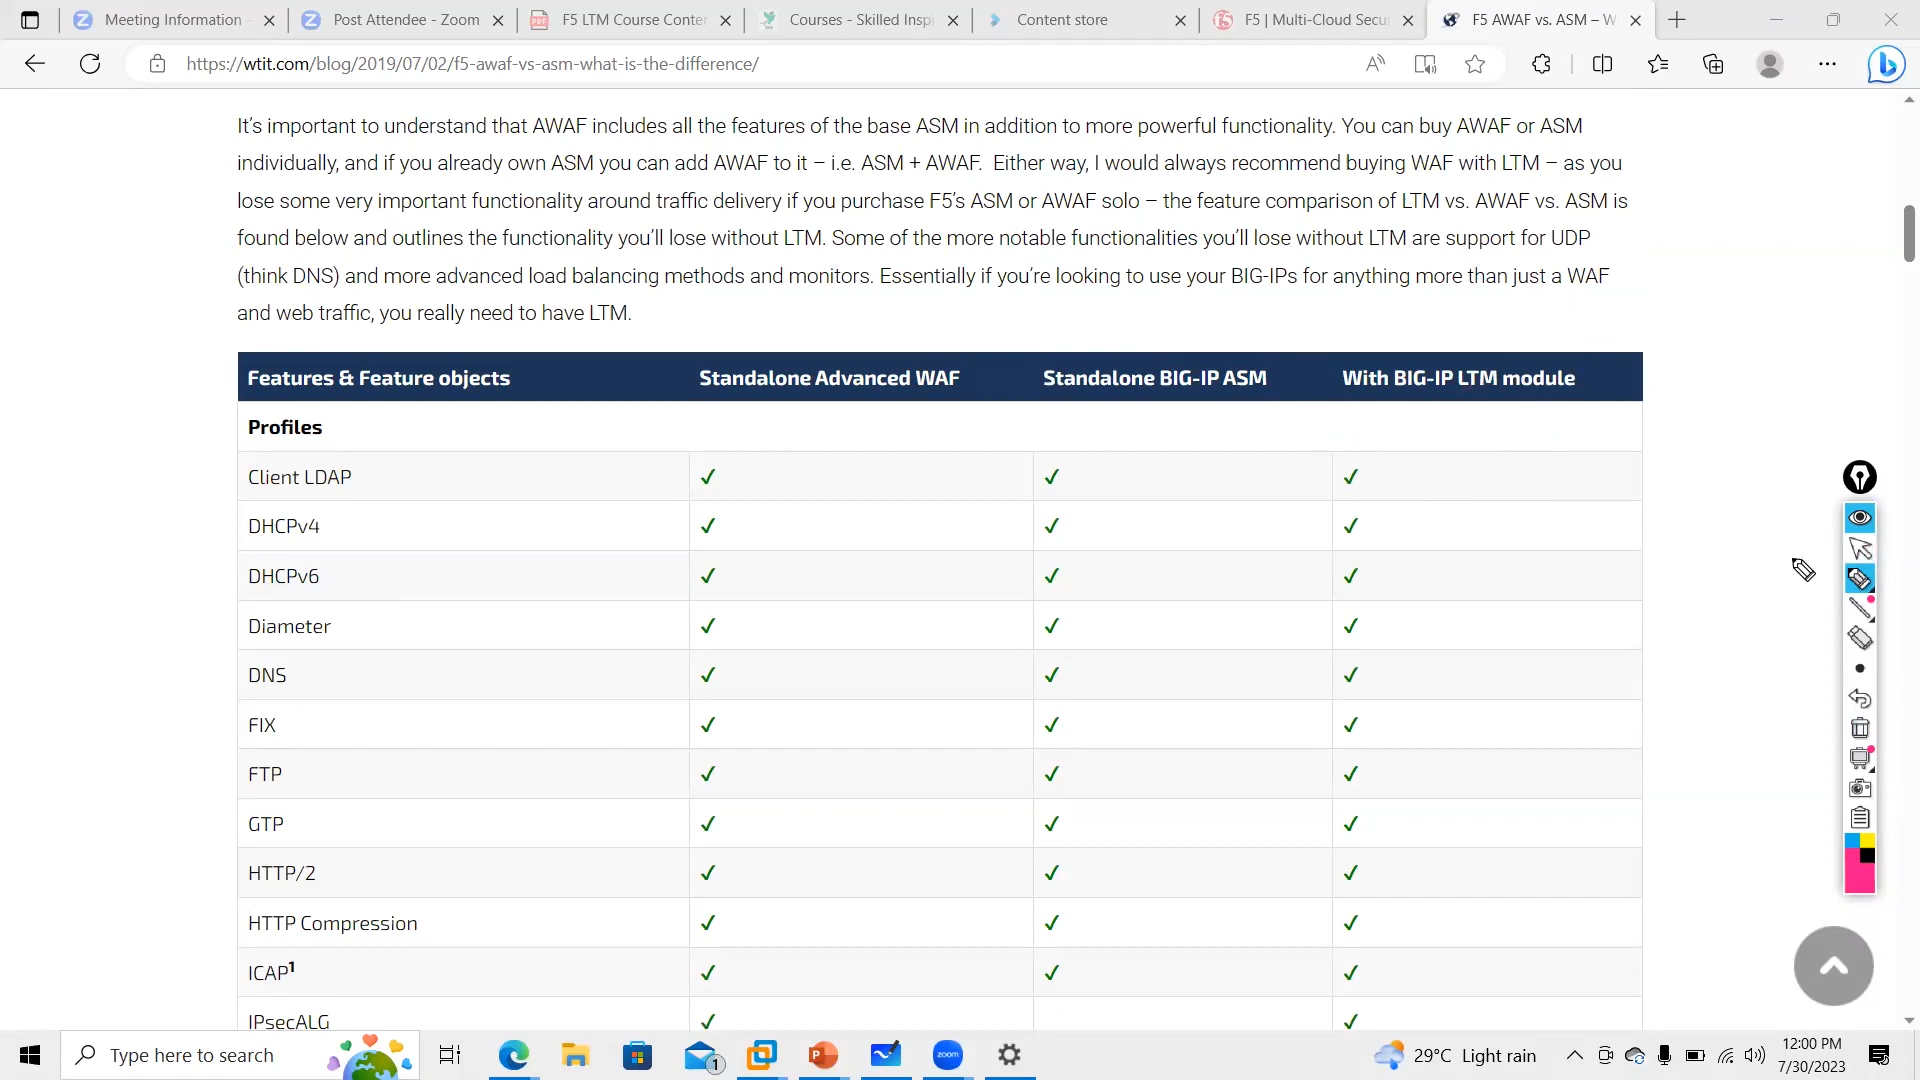 Meeting Information
Post Attendee - Zoom
F5 LTM Course Conter
Courses - Skilled Inspi
Content store
F5 | Multi-Cloud Secu
F5 AWAF vs. ASM – W
https://wtit.com/blog/2019/07/02/f5-awaf-vs-asm-what-is-the-difference/
It's important to understand that AWAF includes all the features of the base ASM in addition to more powerful functionality. You can buy AWAF or ASM
individually, and if you already own ASM you can add AWAF to it – i.e. ASM + AWAF. Either way, I would always recommend buying WAF with LTM – as you
lose some very important functionality around traffic delivery if you purchase F5's ASM or AWAF solo – the feature comparison of LTM vs. AWAF vs. ASM is
found below and outlines the functionality you'll lose without LTM. Some of the more notable functionalities you'll lose without LTM are support for UDP
(think DNS) and more advanced load balancing methods and monitors. Essentially if you're looking to use your BIG-IPs for anything more than just a WAF
and web traffic, you really need to have LTM.
Features & Feature objects Standalone Advanced WAF Standalone BIG-IP ASM With BIG-IP LTM module
Profiles
Client LDAP ✓ ✓ ✓
DHCPv4 ✓ ✓ ✓
DHCPv6 ✓ ✓ ✓
Diameter ✓ ✓ ✓
DNS ✓ ✓ ✓
FIX ✓ ✓ ✓
FTP ✓ ✓ ✓
GTP ✓ ✓ ✓
HTTP/2 ✓ ✓ ✓
HTTP Compression ✓ ✓ ✓
ICAP¹ ✓ ✓ ✓
IPsecALG ✓ ✓
Type here to search
1
zoom
29°C Light rain
12:00 PM
7/30/2023